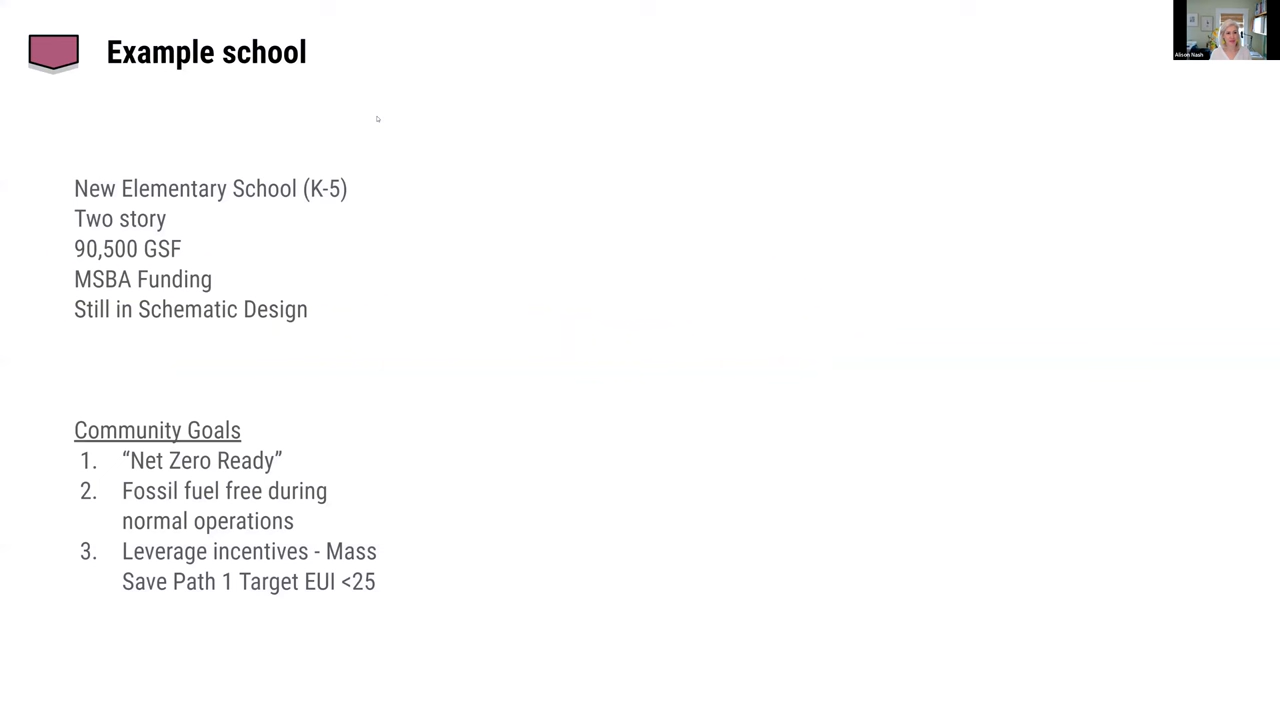 Example school
Alison Nash
New Elementary School (K-5)
Two story
90,500 GSF
MSBA Funding
Still in Schematic Design
Community Goals
1. “Net Zero Ready”
2. Fossil fuel free during
normal operations
3. Leverage incentives - Mass
Save Path 1 Target EUI <25